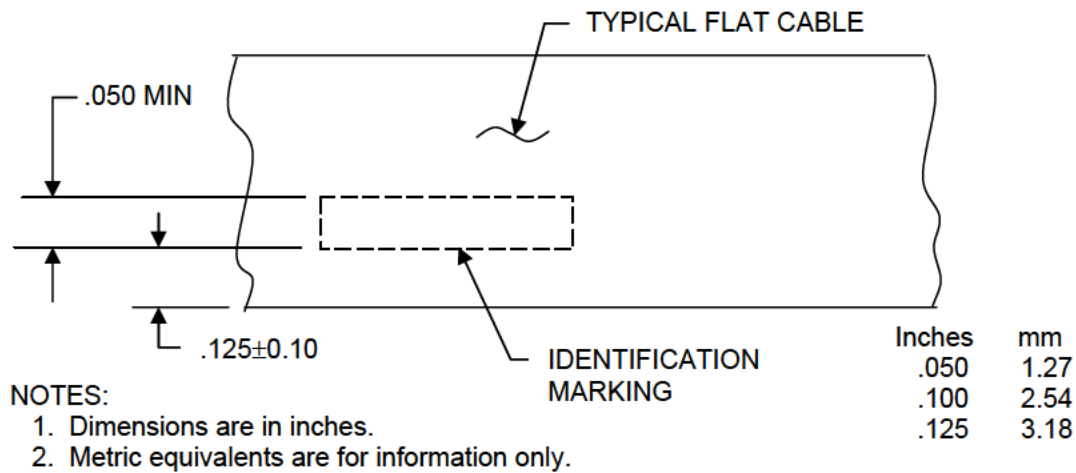 TYPICAL FLAT CABLE
.050 MIN
.125±0.10
IDENTIFICATION
MARKING
Inches mm
.050 1.27
.100 2.54
.125 3.18
NOTES:
1. Dimensions are in inches.
2. Metric equivalents are for information only.